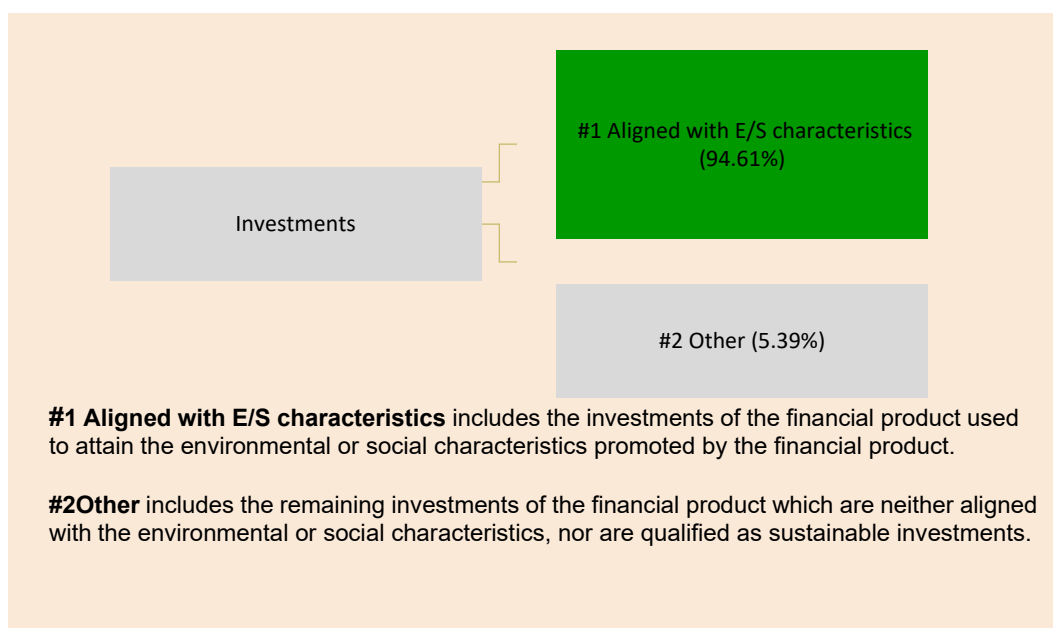 #1 Aligned with E/S characteristics
(94.61%)
Investments
#2 Other (5.39%)
#1 Aligned with E/S characteristics includes the investments of the financial product used
to attain the environmental or social characteristics promoted by the financial product.
#2Other includes the remaining investments of the financial product which are neither aligned
with the environmental or social characteristics, nor are qualified as sustainable investments.